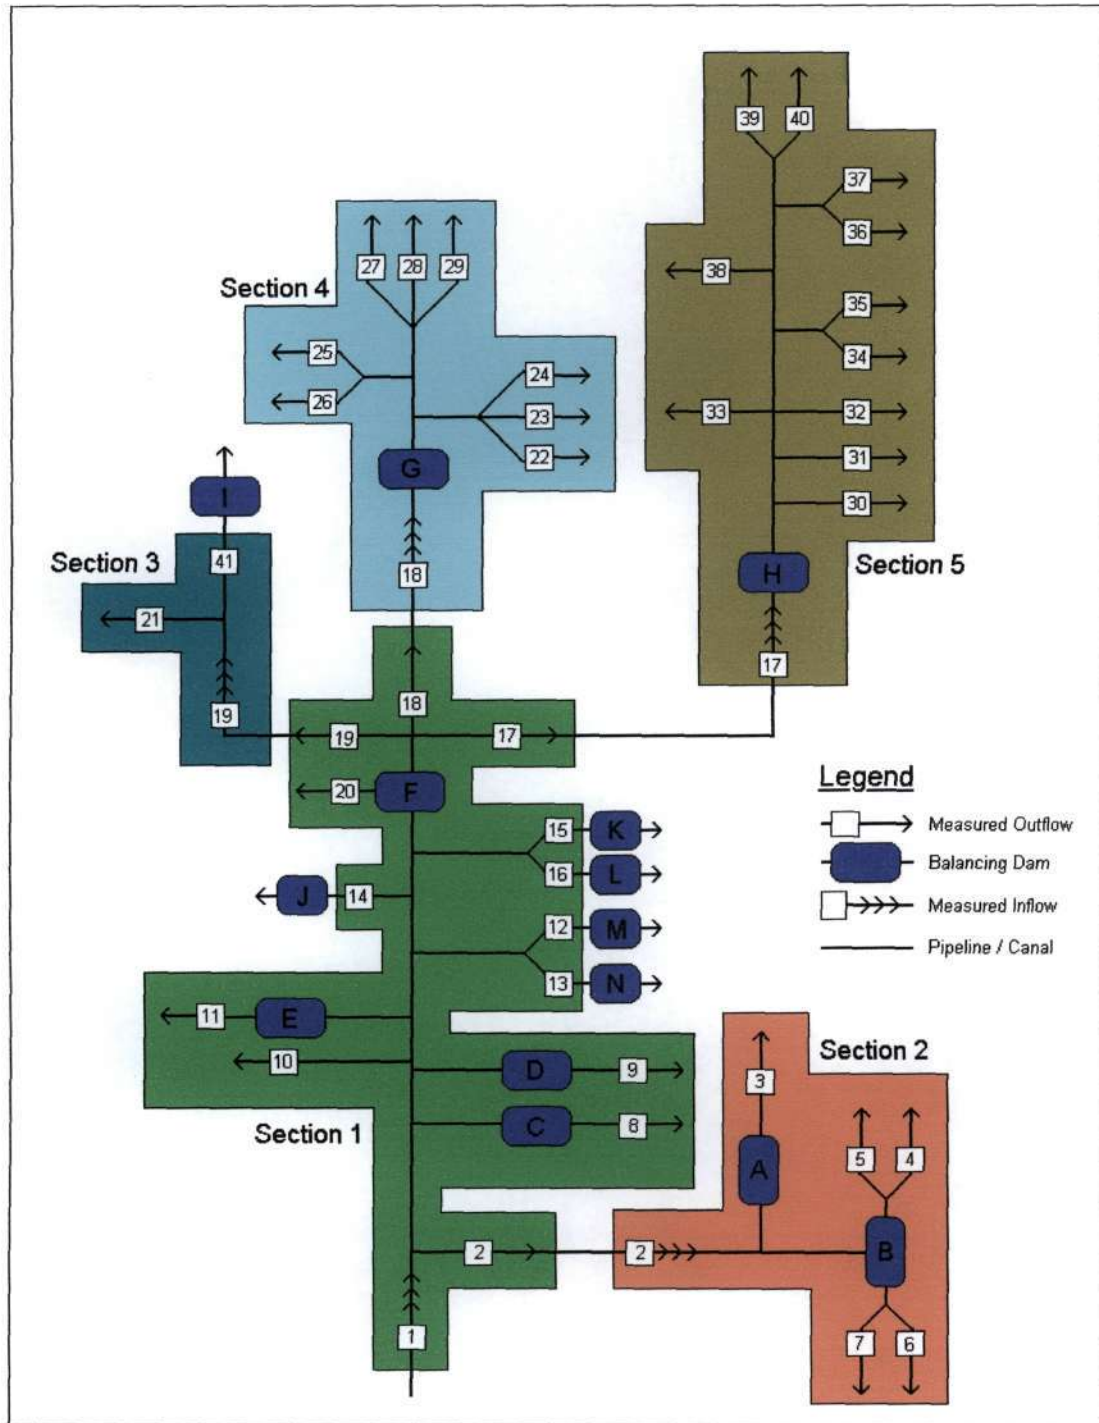 39 40
37
36
38
35
34
33 32
31
30
H
Section 5
17
Section 4
27 28 29
25
26
24
23
22
G
18
I
Section 3
41
21
19
18
19 17
20 F
15 K
16 L
J 14
12 M
13 N
11 E
10
D 9
C 8
Section 1
2
1
Legend
Measured Outflow
Balancing Dam
Measured Inflow
Pipeline / Canal
Section 2
3
5 4
A
2
B
7 6